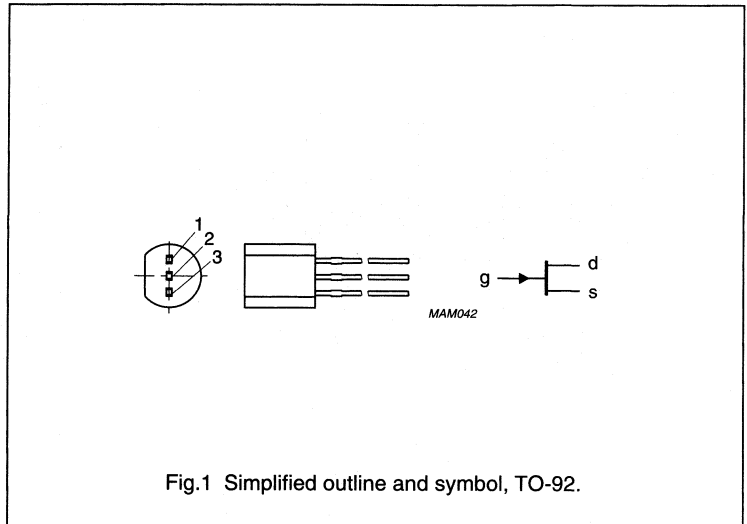 1
2
3
g
d
s
MAM042
Fig.1 Simplified outline and symbol, TO-92.